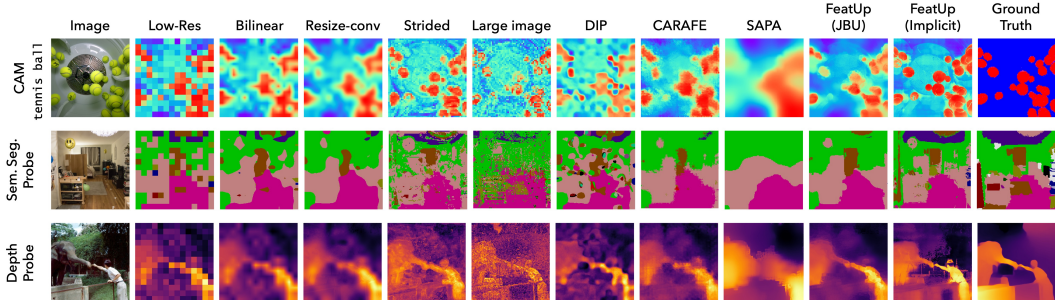 Image Low-Res Bilinear Resize-conv Strided Large image DIP CARAFE SAPA FeatUp (JBU) FeatUp (Implicit) Ground Truth
CAM tennis ball
Sem. Seg. Probe
Depth Probe